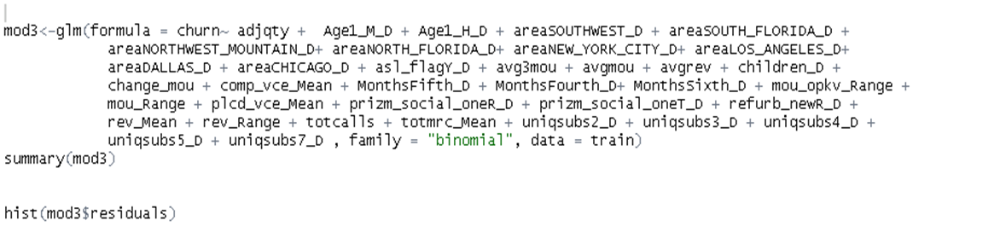 mod3<-glm(formula = churn~ adjqty +  Age1_M_D + Age1_H_D + areaSOUTHWEST_D + areaSOUTH_FLORIDA_D +
areaNORTHWEST_MOUNTAIN_D+ areaNORTH_FLORIDA_D+ areaNEW_YORK_CITY_D+ areaLOS_ANGELES_D+
areaDALLAS_D + areaCHICAGO_D + asl_flagY_D + avg3mou + avgmou + avgrev + children_D +
change_mou + comp_vce_Mean + MonthsFifth_D + MonthsFourth_D+ MonthsSixth_D + mou_opkv_Range +
mou_Range + plcd_vce_Mean + prizm_social_oneR_D + prizm_social_oneT_D + refurb_newR_D +
rev_Mean + rev_Range + totcalls + totmrc_Mean + uniqsubs2_D + uniqsubs3_D + uniqsubs4_D +
uniqsubs5_D + uniqsubs7_D , family = "binomial", data = train)
summary(mod3)
hist(mod3$residuals)